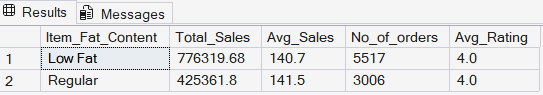 Results Messages
Item_Fat_Content Total_Sales Avg_Sales No_of_orders Avg_Rating
1 Low Fat 776319.68 140.7 5517 4.0
2 Regular 425361.8 141.5 3006 4.0